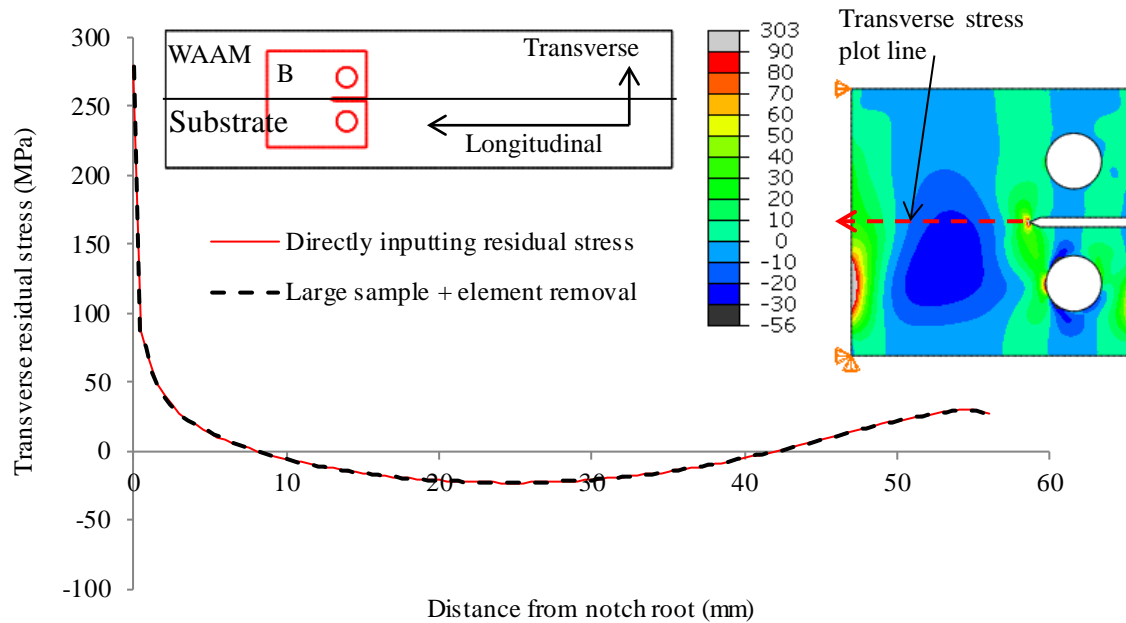 Transverse stress
plot line
WAAM
B
Substrate
Transverse
Longitudinal
303
90
80
70
60
50
40
30
20
10
0
-10
-20
-30
-56
Transverse residual stress (MPa)
300
250
200
150
100
50
0
-50
-100
Directly inputting residual stress
Large sample + element removal
0
10
20
30
40
50
60
Distance from notch root (mm)